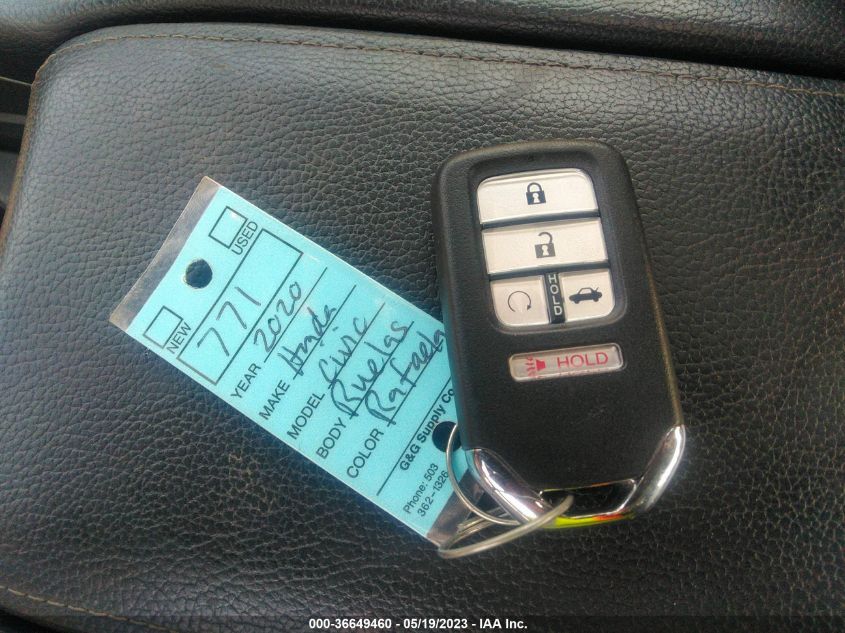 NEW
USED
771
YEAR 2020
MAKE Honda
MODEL Civic
BODY Ruelas
COLOR Rafaela
G&G Supply Co
Phone: 503
362-1326
HOLD
HOLD
000-36649460 - 05/19/2023 - IAA Inc.